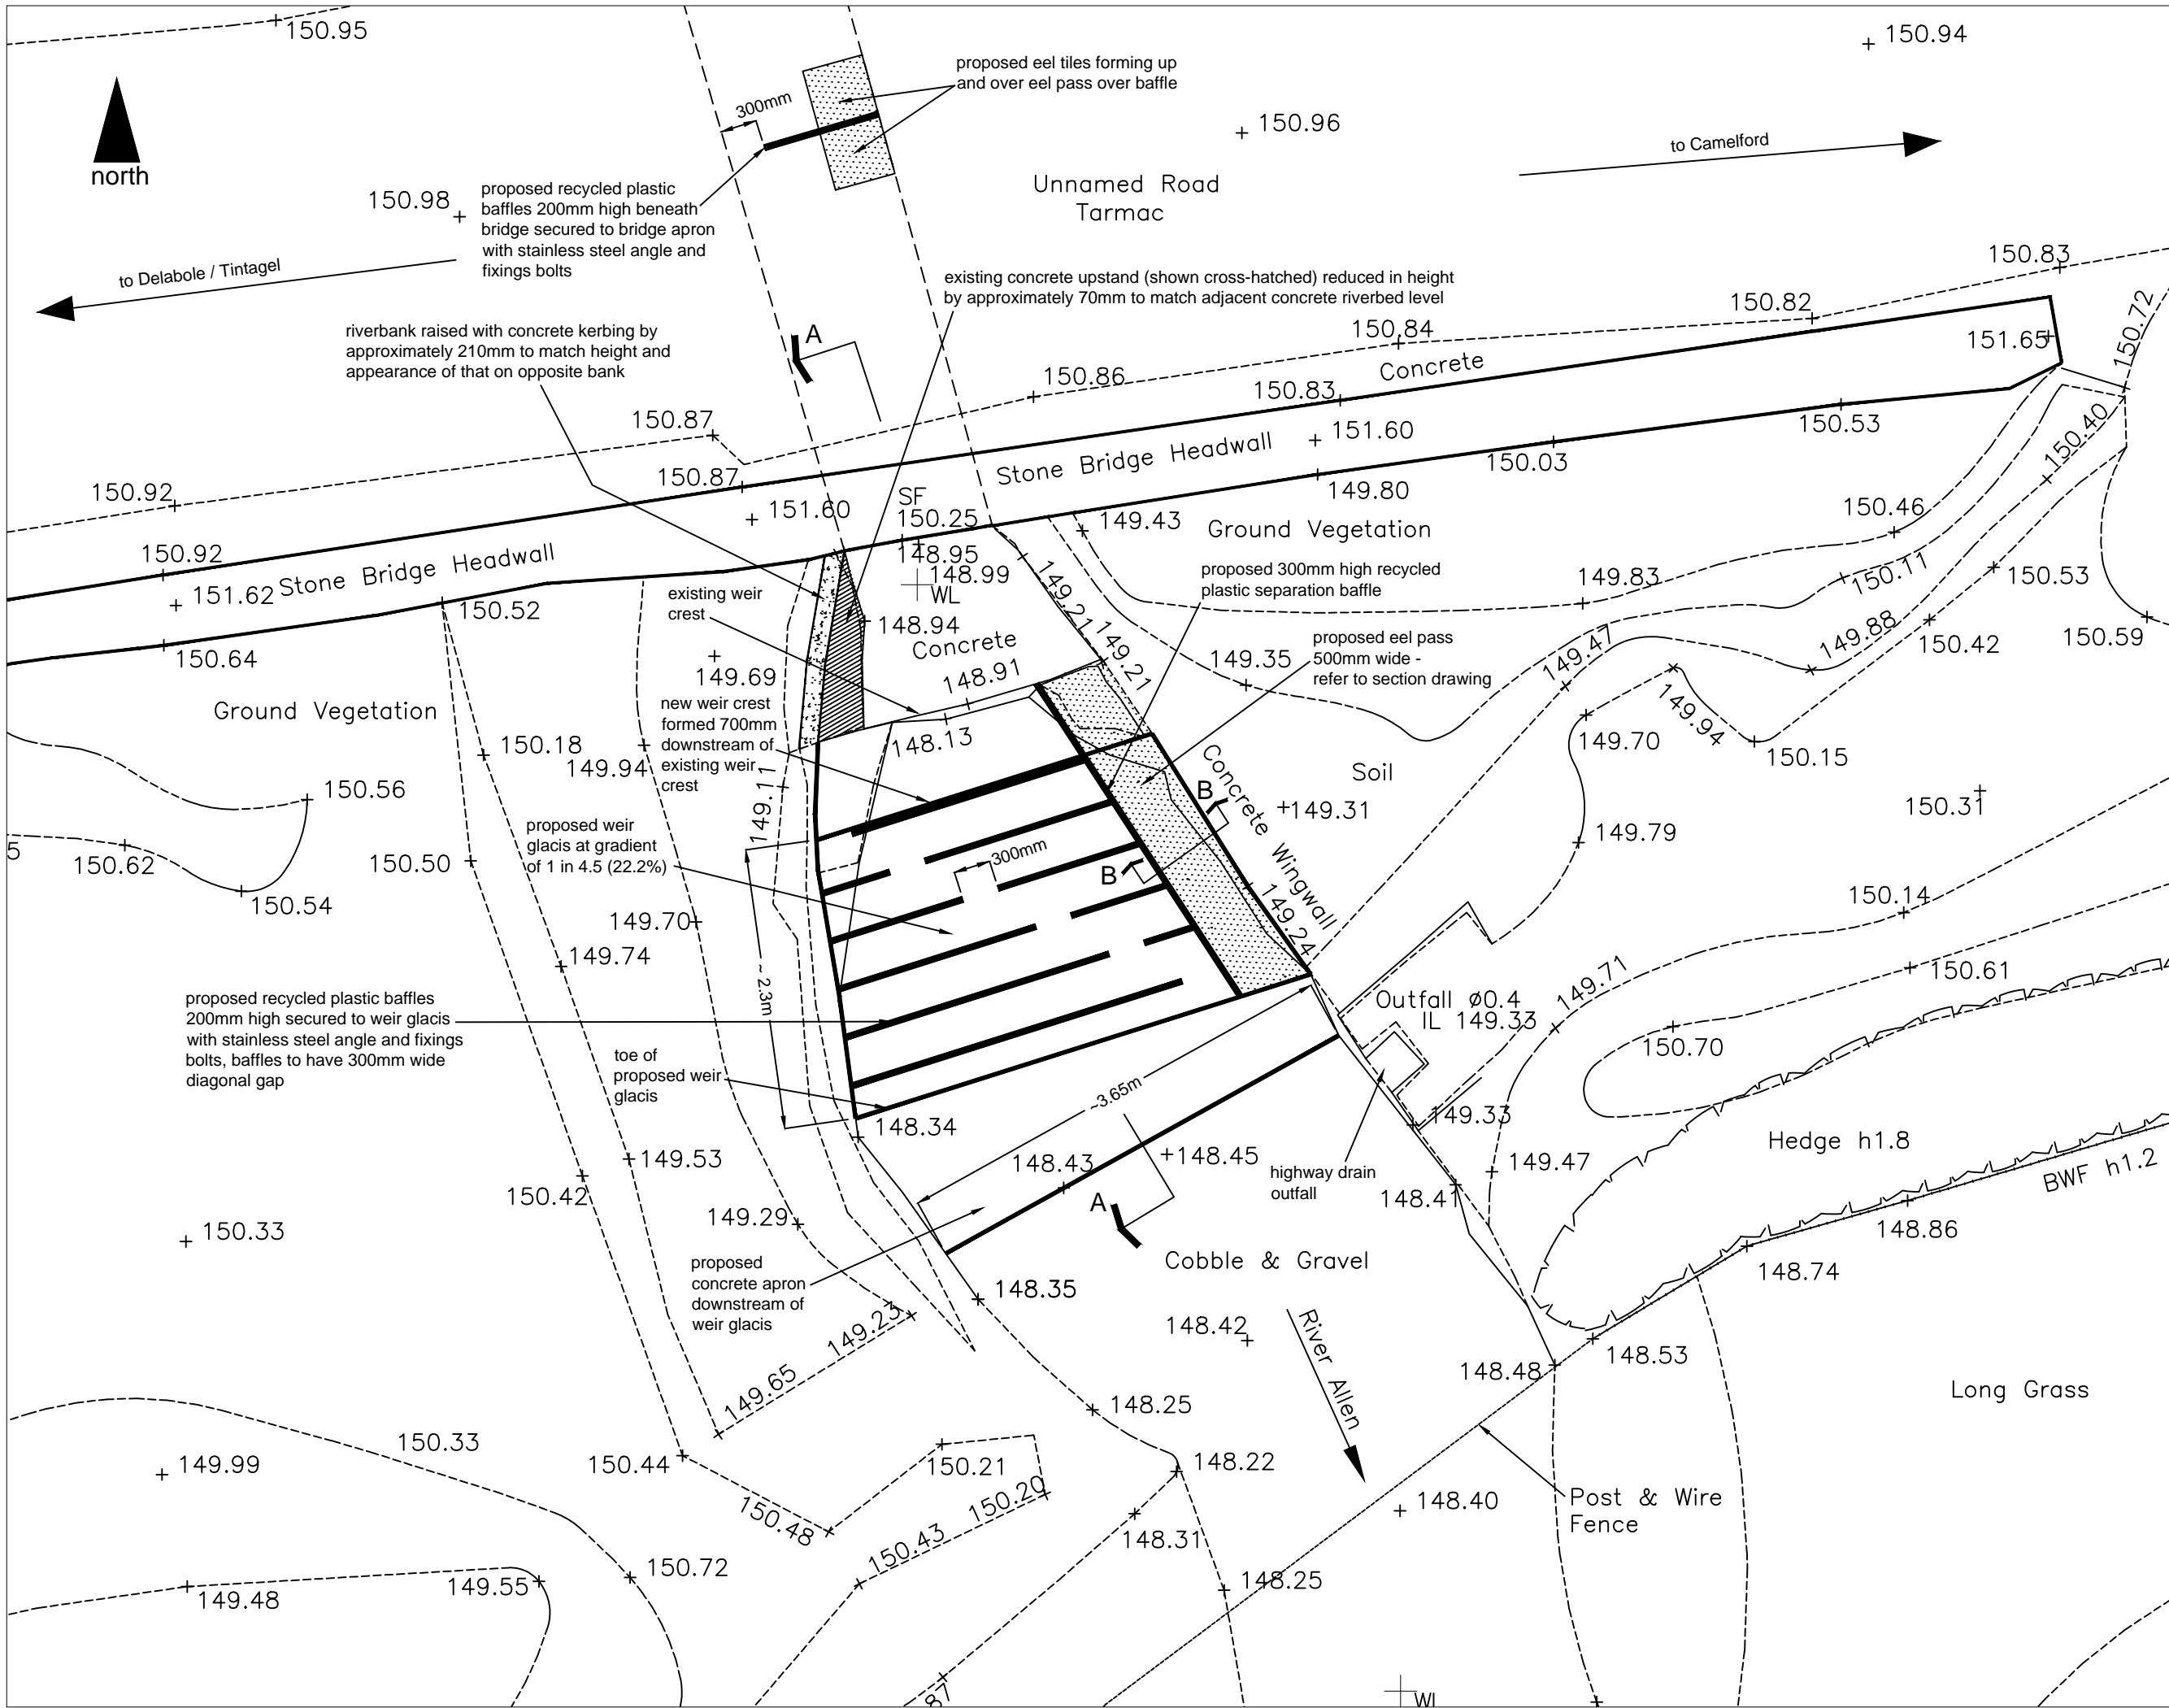 150.95
150.94
proposed eel tiles forming up
and over eel pass over baffle
300mm
150.96
north
to Camelford
Unnamed Road
Tarmac
150.98
proposed recycled plastic
baffles 200mm high beneath
bridge secured to bridge apron
with stainless steel angle and
fixings bolts
to Delabole / Tintagel
existing concrete upstand (shown cross-hatched) reduced in height
by approximately 70mm to match adjacent concrete riverbed level
150.83
150.82
150.72
151.65
riverbank raised with concrete kerbing by
approximately 210mm to match height and
appearance of that on opposite bank
A
150.84
Concrete
150.86
150.83
150.87
151.60
150.53
150.40
Stone Bridge Headwall
150.03
150.87
149.80
150.92
151.60
SF
150.25
149.43
Ground Vegetation
150.46
150.92
148.95
148.99
WL
Stone Bridge Headwall
151.62
150.52
existing weir
crest
149.21
proposed 300mm high recycled
plastic separation baffle
149.83
150.11
150.53
148.94
Concrete
149.21
proposed eel pass
500mm wide -
refer to section drawing
149.47
149.88
150.42
150.59
150.64
149.69
148.91
149.35
Ground Vegetation
new weir crest
formed 700mm
downstream of
existing weir
crest
148.13
149.94
149.70
150.15
150.18
149.94
149.11
Concrete Wingwall
Soil
150.56
B
149.31
150.31
proposed weir
glacis at gradient
of 1 in 4.5 (22.2%)
300mm
149.79
5
150.62
150.50
B
150.54
149.70
149.24
150.14
149.74
~2.3m
149.71
150.61
proposed recycled plastic baffles
200mm high secured to weir glacis
with stainless steel angle and fixings
bolts, baffles to have 300mm wide
diagonal gap
Outfall ø0.4
IL 149.33
150.70
toe of
proposed weir
glacis
~3.65m
149.33
148.34
Hedge h1.8
149.53
148.43
148.45
highway drain
outfall
149.47
BWF h1.2
150.42
148.41
149.29
A
148.86
150.33
Cobble & Gravel
proposed
concrete apron
downstream of
weir glacis
148.35
148.74
149.23
148.42
River Allen
148.53
148.48
149.65
Long Grass
148.25
150.33
149.99
150.44
150.21
148.22
150.20
150.48
148.40
Post & Wire
Fence
150.43
148.31
150.72
149.55
148.25
149.48
87
WL